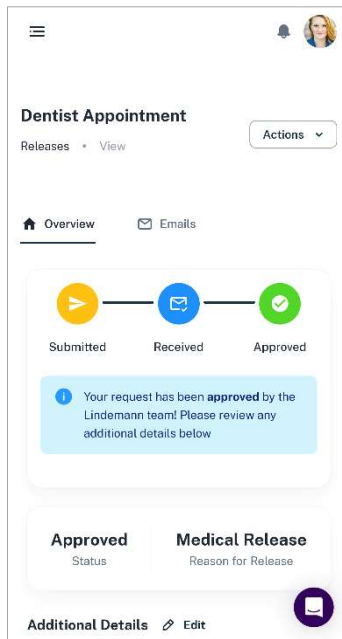 Dentist Appointment
Actions
Releases • View
Overview
Emails
Submitted
Received
Approved
Your request has been approved by the
Lindemann team! Please review any
additional details below
Approved
Status
Medical Release
Reason for Release
Additional Details
Edit